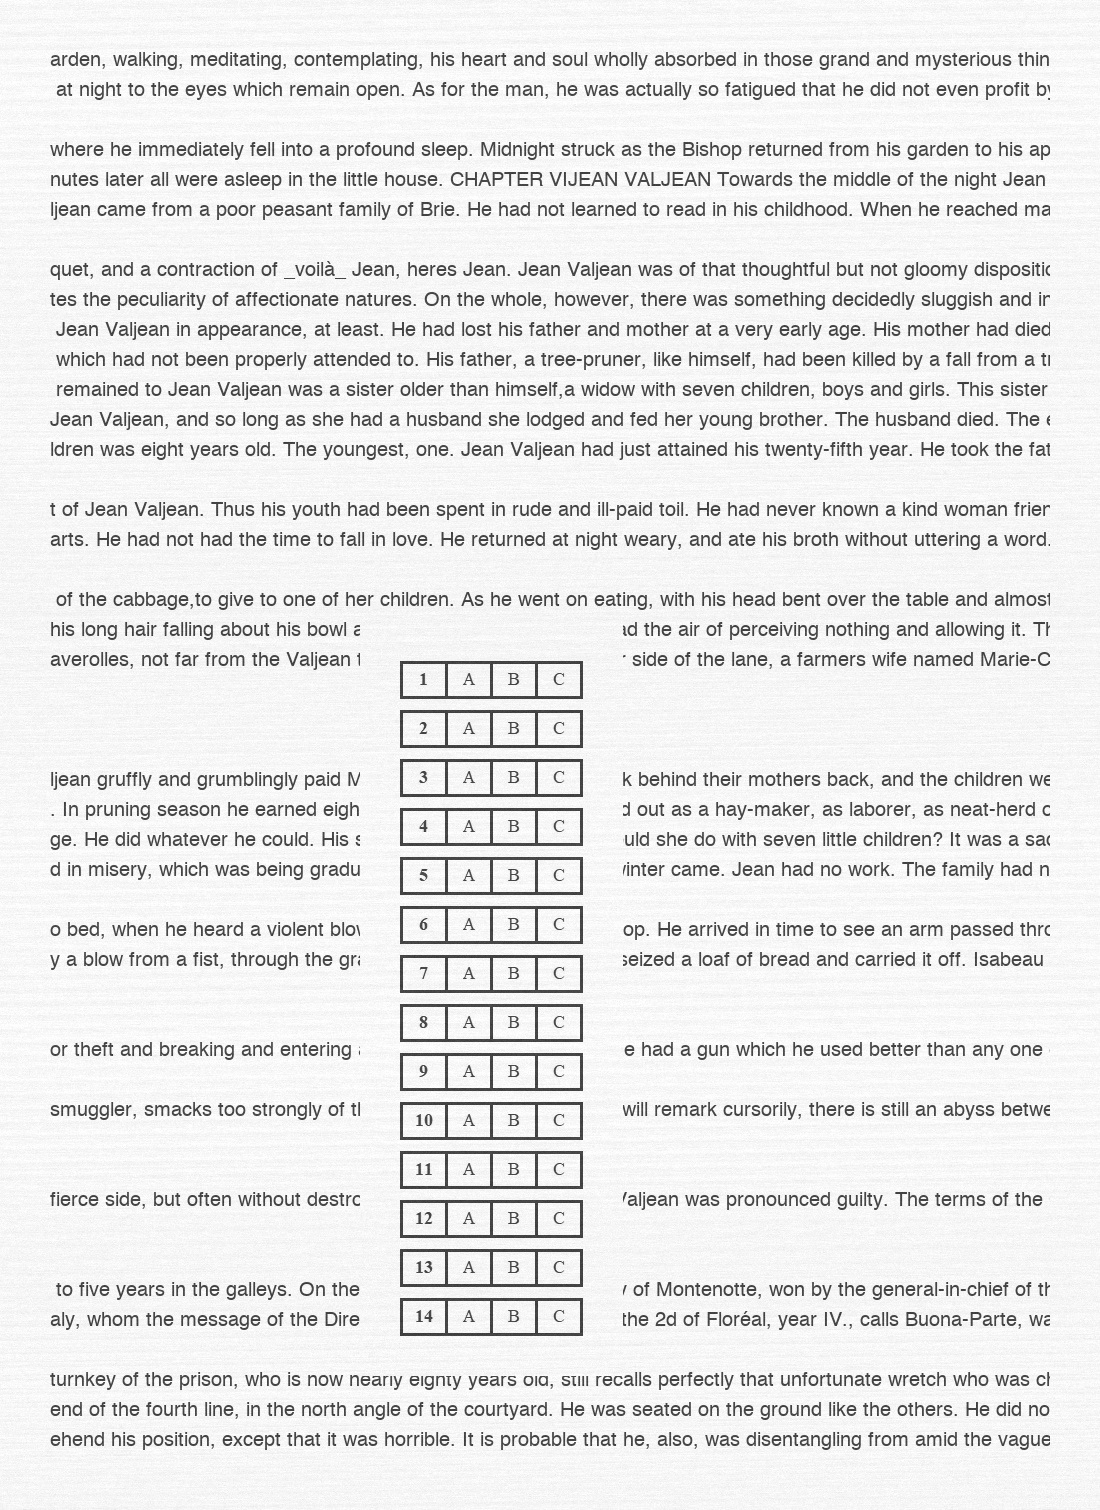 arden, walking, meditating, contemplating, his heart and soul wholly absorbed in those grand and mysterious thin
at night to the eyes which remain open. As for the man, he was actually so fatigued that he did not even profit by
where he immediately fell into a profound sleep. Midnight struck as the Bishop returned from his garden to his ap
nutes later all were asleep in the little house. CHAPTER VIJEAN VALJEAN Towards the middle of the night Jean
ljean came from a poor peasant family of Brie. He had not learned to read in his childhood. When he reached ma
quet, and a contraction of _voilà_ Jean, heres Jean. Jean Valjean was of that thoughtful but not gloomy dispositio
tes the peculiarity of affectionate natures. On the whole, however, there was something decidedly sluggish and in
Jean Valjean in appearance, at least. He had lost his father and mother at a very early age. His mother had died
which had not been properly attended to. His father, a tree-pruner, like himself, had been killed by a fall from a
remained to Jean Valjean was a sister older than himself,a widow with seven children, boys and girls. This sister
Jean Valjean, and so long as she had a husband she lodged and fed her young brother. The husband died. The
ldren was eight years old. The youngest, one. Jean Valjean had just attained his twenty-fifth year. He took the fat
t of Jean Valjean. Thus his youth had been spent in rude and ill-paid toil. He had never known a kind woman frien
arts. He had not had the time to fall in love. He returned at night weary, and ate his broth without uttering a word.
of the cabbage,to give to one of her children. As he went on eating, with his head bent over the table and almost
his long hair falling about his bowl a ad the air of perceiving nothing and allowing it. Th
averolles, not far from the Valjean t side of the lane, a farmers wife named Marie-C
1 A B C
2 A B C
ljean gruffly and grumblingly paid M k behind their mothers back, and the children we
3 A B C
. In pruning season he earned eigh d out as a hay-maker, as laborer, as neat-herd o
4 A B C
ge. He did whatever he could. His s uld she do with seven little children? It was a sad
d in misery, which was being gradu winter came. Jean had no work. The family had n
5 A B C
o bed, when he heard a violent blow op. He arrived in time to see an arm passed thro
6 A B C
y a blow from a fist, through the gra seized a loaf of bread and carried it off. Isabeau
7 A B C
8 A B C
or theft and breaking and entering e had a gun which he used better than any one
9 A B C
smuggler, smacks too strongly of th will remark cursorily, there is still an abyss betwe
10 A B C
11 A B C
fierce side, but often without destro Valjean was pronounced guilty. The terms of the
12 A B C
13 A B C
to five years in the galleys. On the y of Montenotte, won by the general-in-chief of th
14 A B C
aly, whom the message of the Dire the 2d of Floréal, year IV., calls Buona-Parte, wa
turnkey of the prison, who is now nearly eighty years old, still recalls perfectly that unfortunate wretch who was ch
end of the fourth line, in the north angle of the courtyard. He was seated on the ground like the others. He did no
ehend his position, except that it was horrible. It is probable that he, also, was disentangling from amid the vague